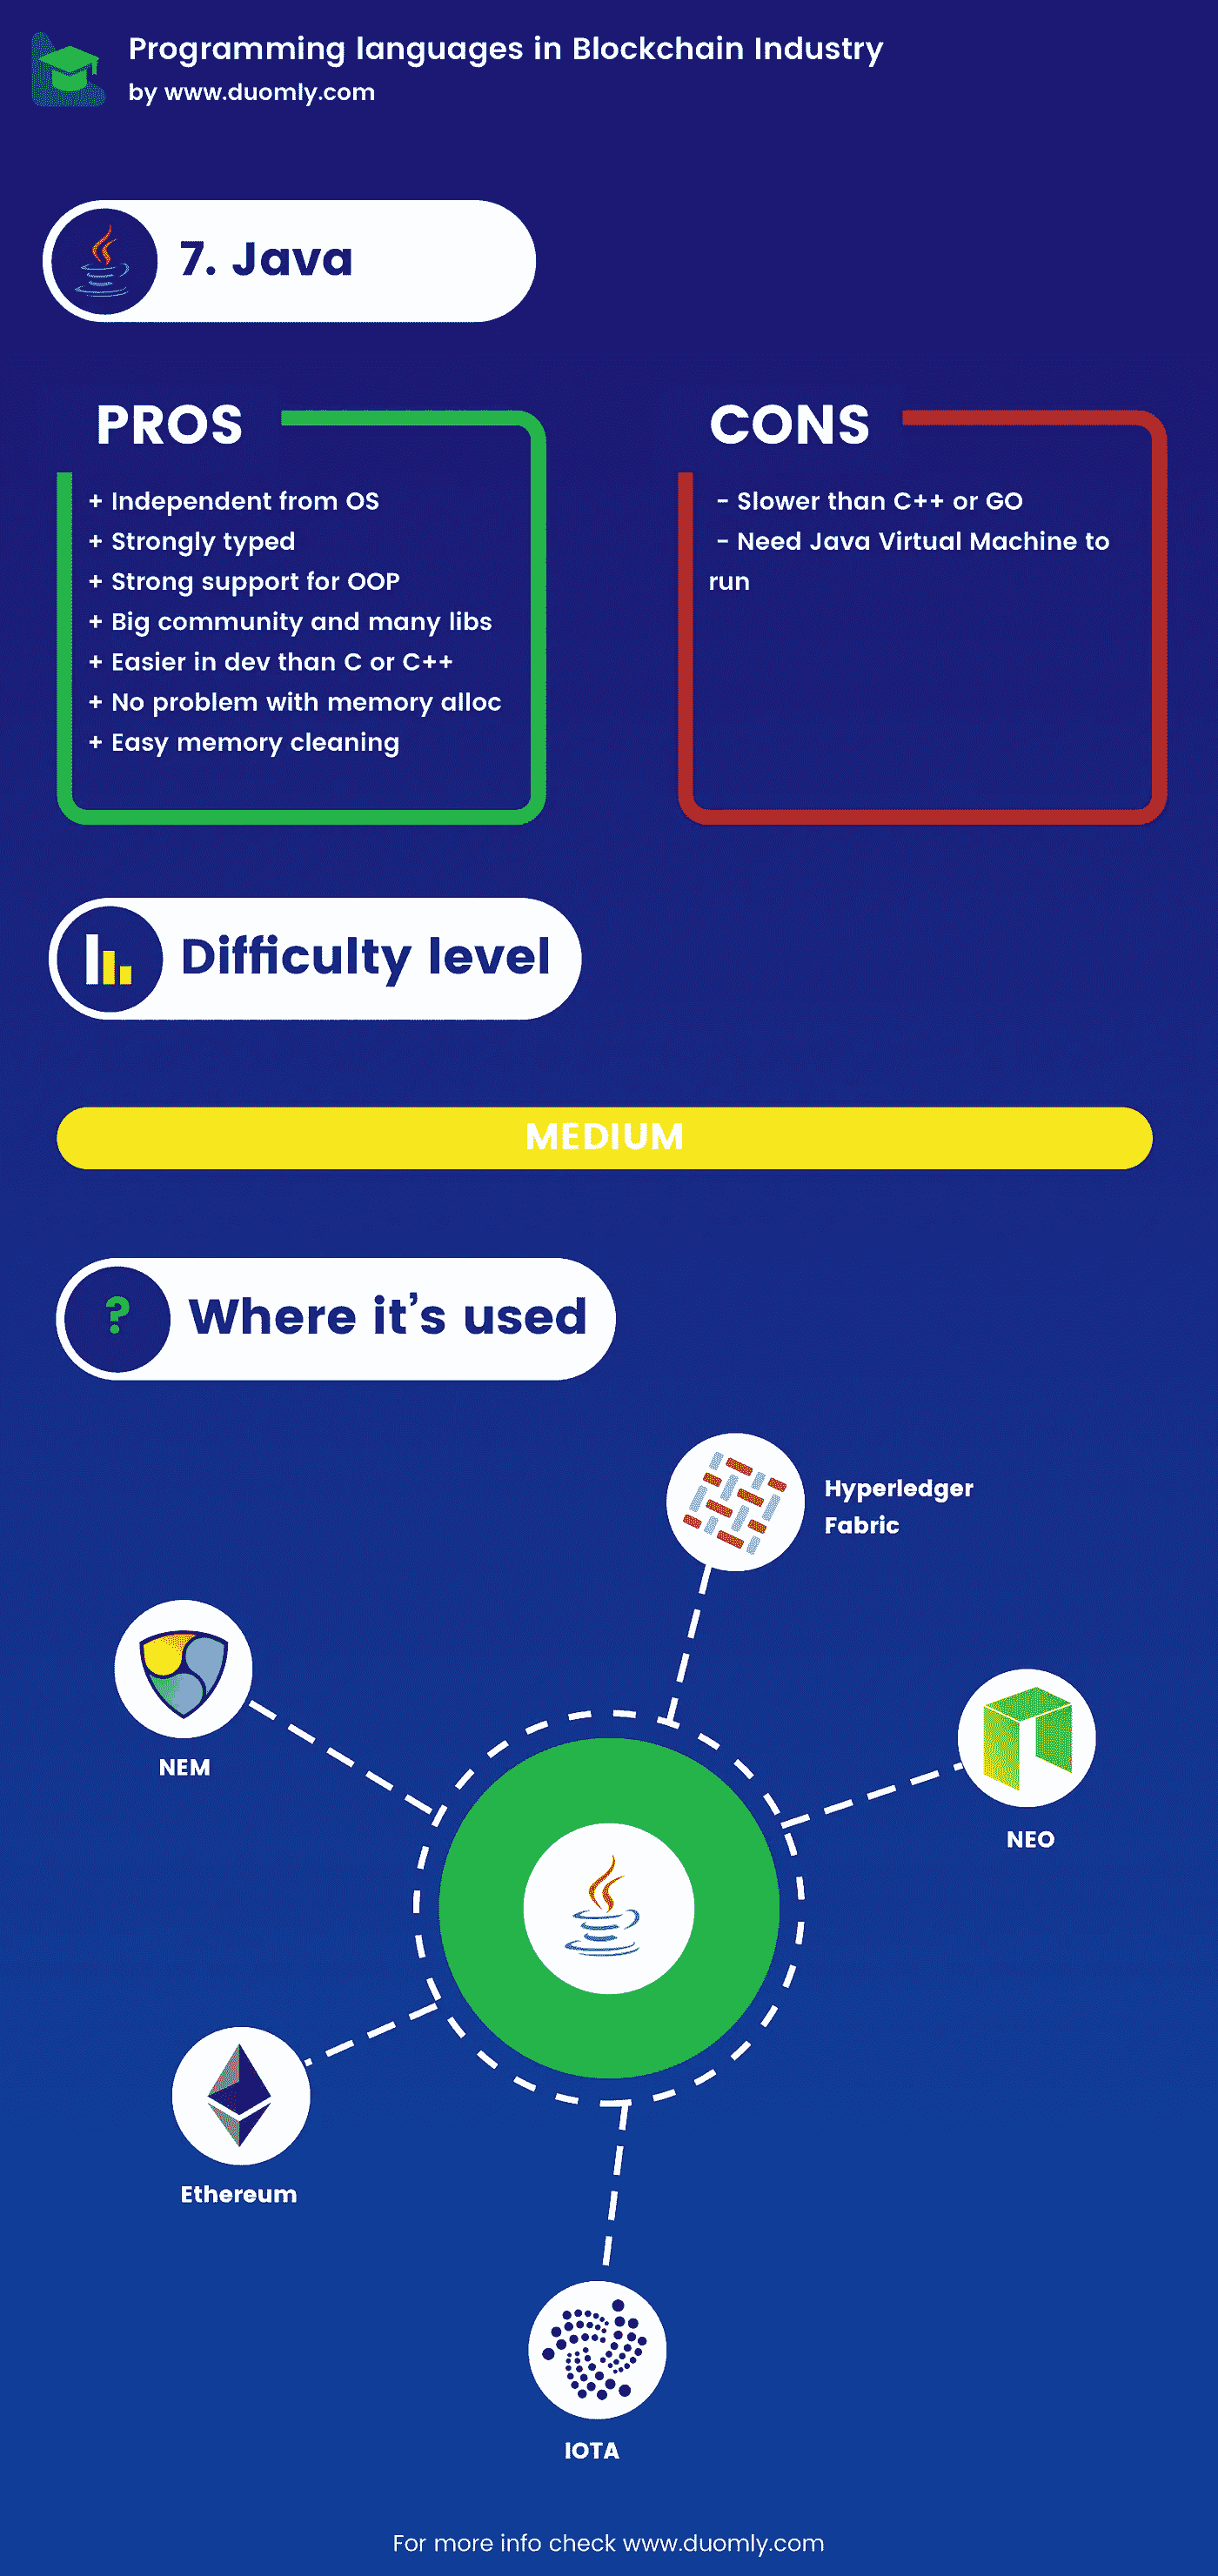 Programming languages in Blockchain Industry
by www.duomly.com
7. Java
PROS
+ Independent from OS
+ Strongly typed
+ Strong support for OOP
+ Big community and many libs
+ Easier in dev than C or C++
+ No problem with memory alloc
+ Easy memory cleaning
CONS
- Slower than C++ or GO
- Need Java Virtual Machine to
run
Difficulty level
MEDIUM
? Where it's used
Hyperledger
Fabric
NEM
NEO
Ethereum
IOTA
For more info check www.duomly.com